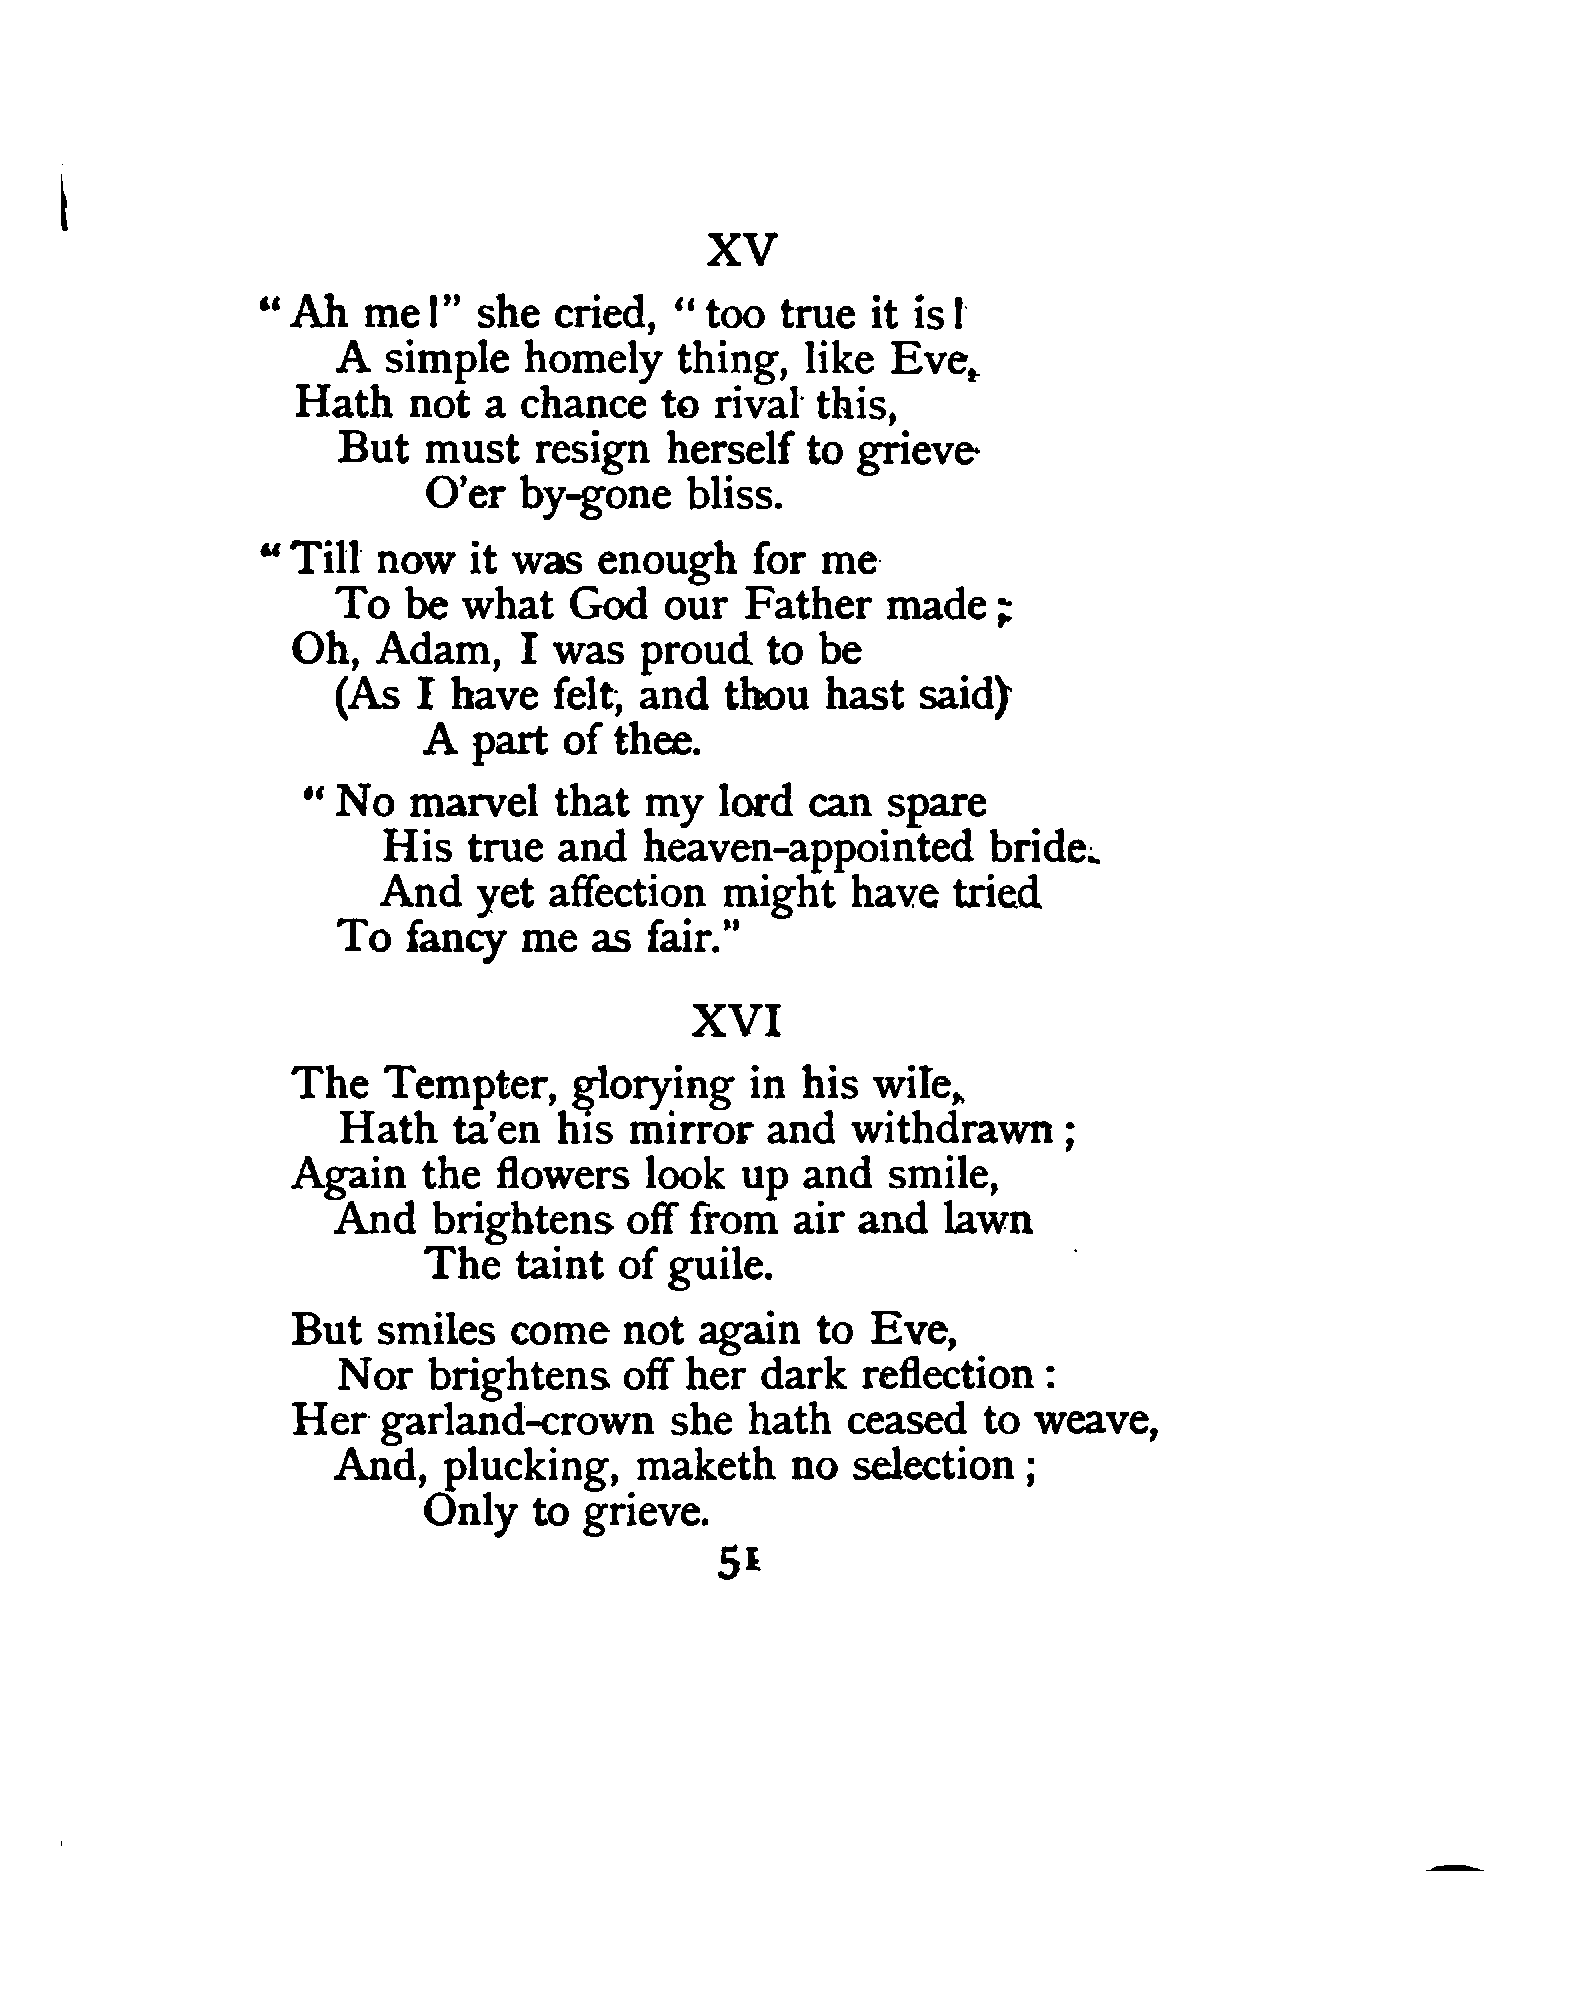 XV
“Ah me!” she cried, “too true it is!
A simple homely thing, like Eve,
Hath not a chance to rival this,
But must resign herself to grieve
O’er by-gone bliss.
“Till now it was enough for me
To be what God our Father made;
Oh, Adam, I was proud to be
(As I have felt, and thou hast said)
A part of thee.
“No marvel that my lord can spare
His true and heaven-appointed bride.
And yet affection might have tried
To fancy me as fair.”
XVI
The Tempter, glorying in his wile,
Hath ta’en his mirror and withdrawn;
Again the flowers look up and smile,
And brightens off from air and lawn
The taint of guile.
But smiles come not again to Eve,
Nor brightens off her dark reflection:
Her garland-crown she hath ceased to weave,
And, plucking, maketh no selection;
Only to grieve.
51